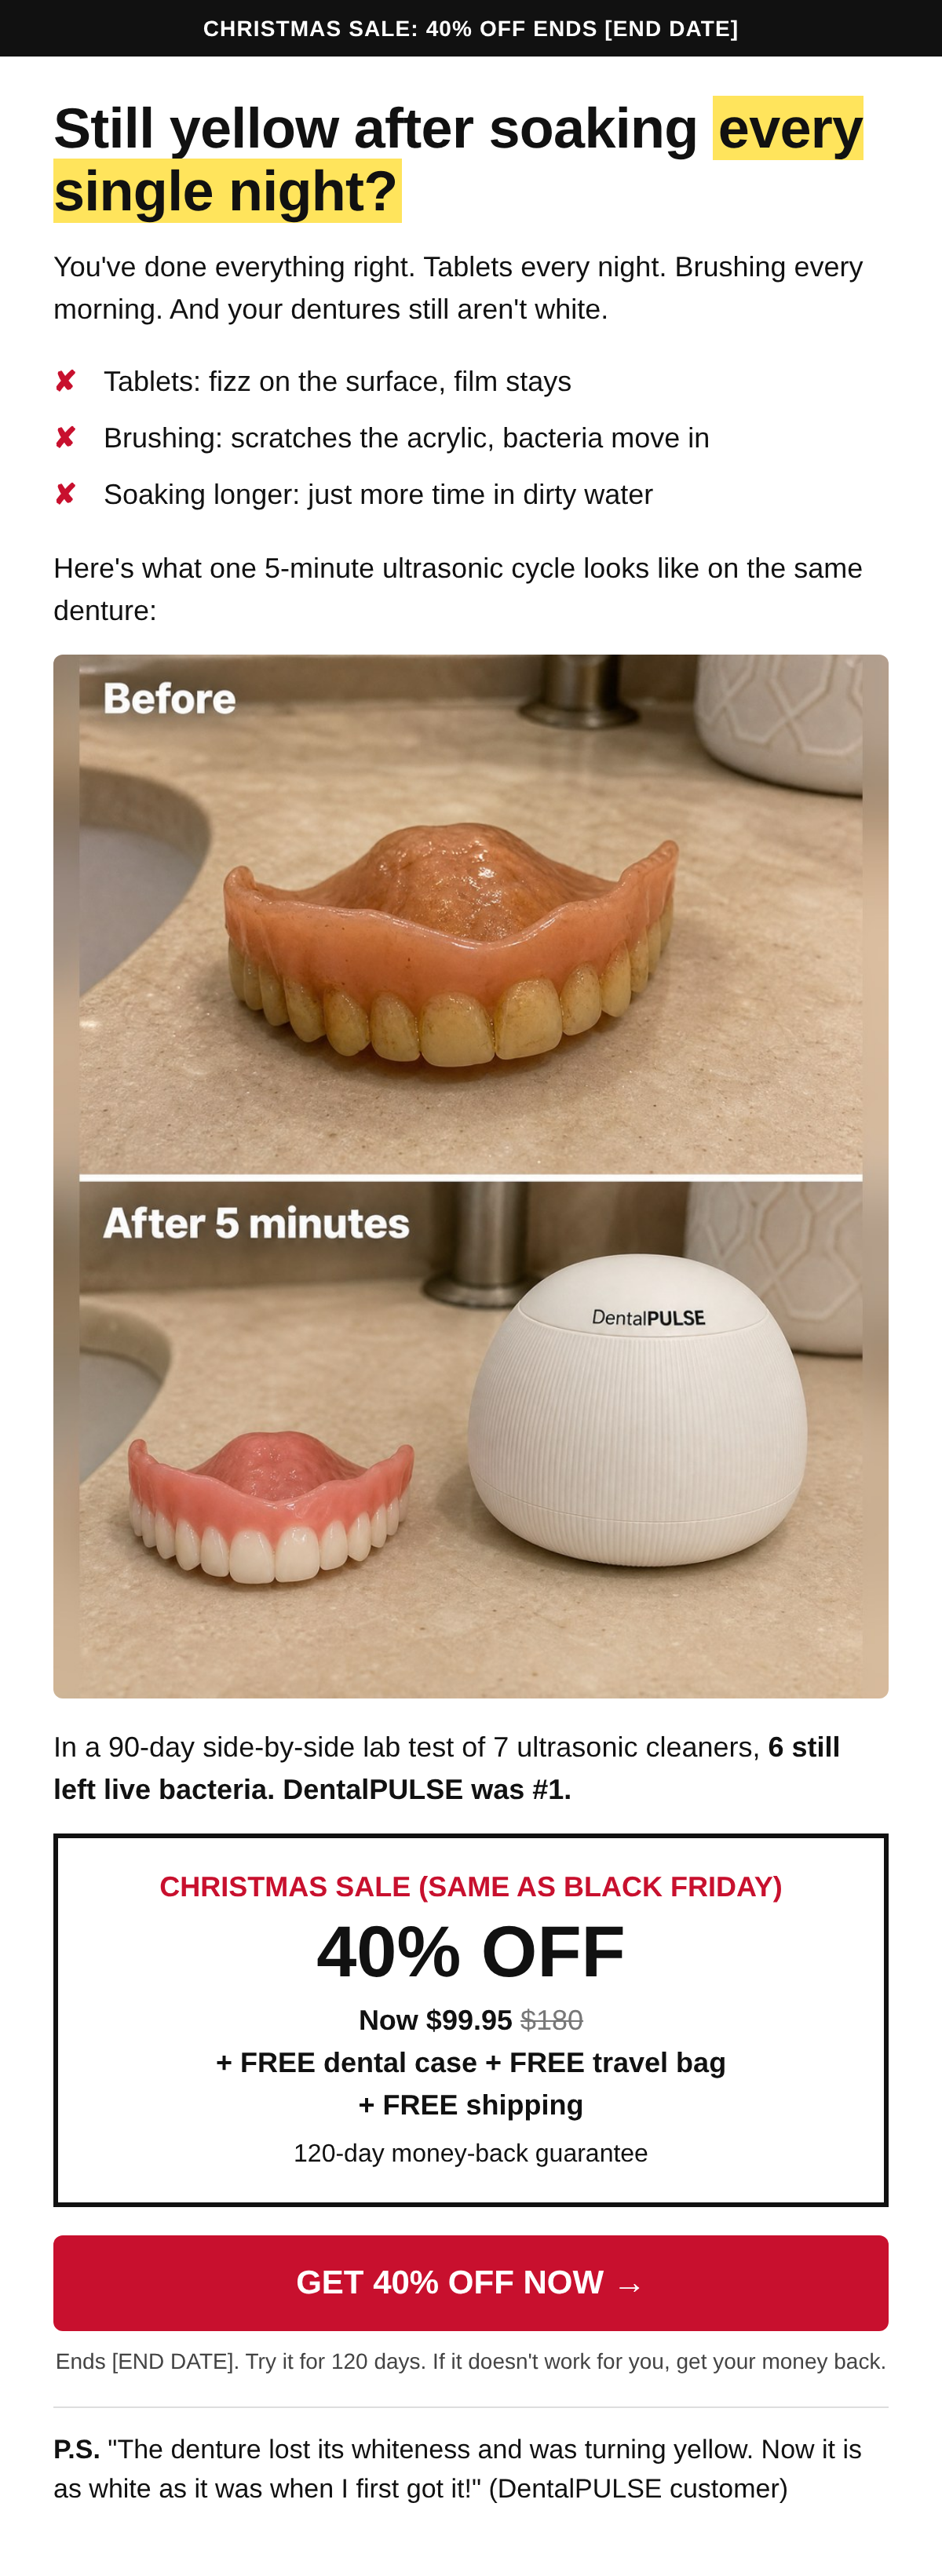 CHRISTMAS SALE: 40% OFF ENDS [END DATE]
Still yellow after soaking every
single night?
You've done everything right. Tablets every night. Brushing every
morning. And your dentures still aren't white.
✘ Tablets: fizz on the surface, film stays
✘ Brushing: scratches the acrylic, bacteria move in
✘ Soaking longer: just more time in dirty water
Here's what one 5-minute ultrasonic cycle looks like on the same
denture:
Before
After 5 minutes
DentalPULSE
In a 90-day side-by-side lab test of 7 ultrasonic cleaners, 6 still
left live bacteria. DentalPULSE was #1.
CHRISTMAS SALE (SAME AS BLACK FRIDAY)
40% OFF
Now $99.95 $180
+ FREE dental case + FREE travel bag
+ FREE shipping
120-day money-back guarantee
GET 40% OFF NOW →
Ends [END DATE]. Try it for 120 days. If it doesn't work for you, get your money back.
P.S. "The denture lost its whiteness and was turning yellow. Now it is
as white as it was when I first got it!" (DentalPULSE customer)